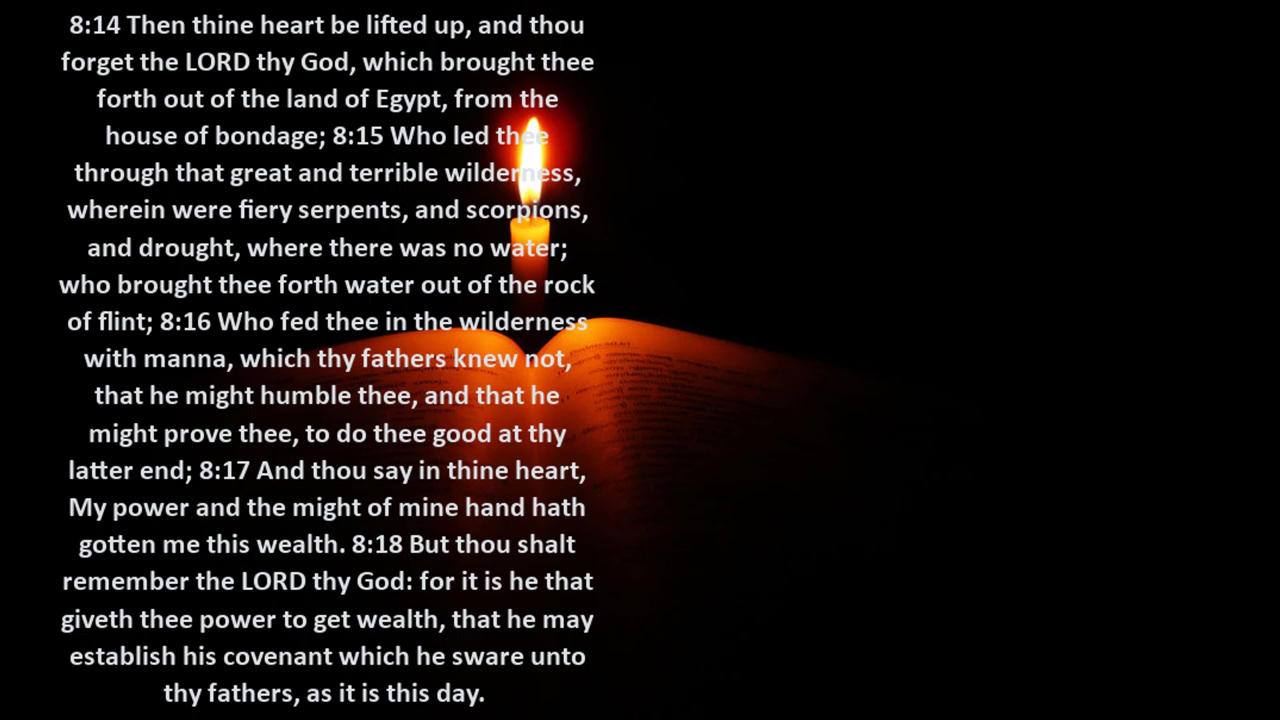 8:14 Then thine heart be lifted up, and thou
forget the LORD thy God, which brought thee
forth out of the land of Egypt, from the
house of bondage; 8:15 Who led thee
through that great and terrible wilderness,
wherein were fiery serpents, and scorpions,
and drought, where there was no water;
who brought thee forth water out of the rock
of flint; 8:16 Who fed thee in the wilderness
with manna, which thy fathers knew not,
that he might humble thee, and that he
might prove thee, to do thee good at thy
latter end; 8:17 And thou say in thine heart,
My power and the might of mine hand hath
gotten me this wealth. 8:18 But thou shalt
remember the LORD thy God: for it is he that
giveth thee power to get wealth, that he may
establish his covenant which he sware unto
thy fathers, as it is this day.